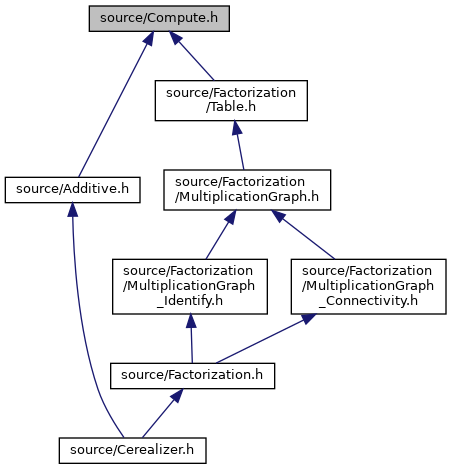 source/Compute.h
source/Factorization
/Table.h
source/Additive.h
source/Factorization
/MultiplicationGraph.h
source/Factorization
/MultiplicationGraph
_Identify.h
source/Factorization
/MultiplicationGraph
_Connectivity.h
source/Factorization.h
source/Cerealizer.h